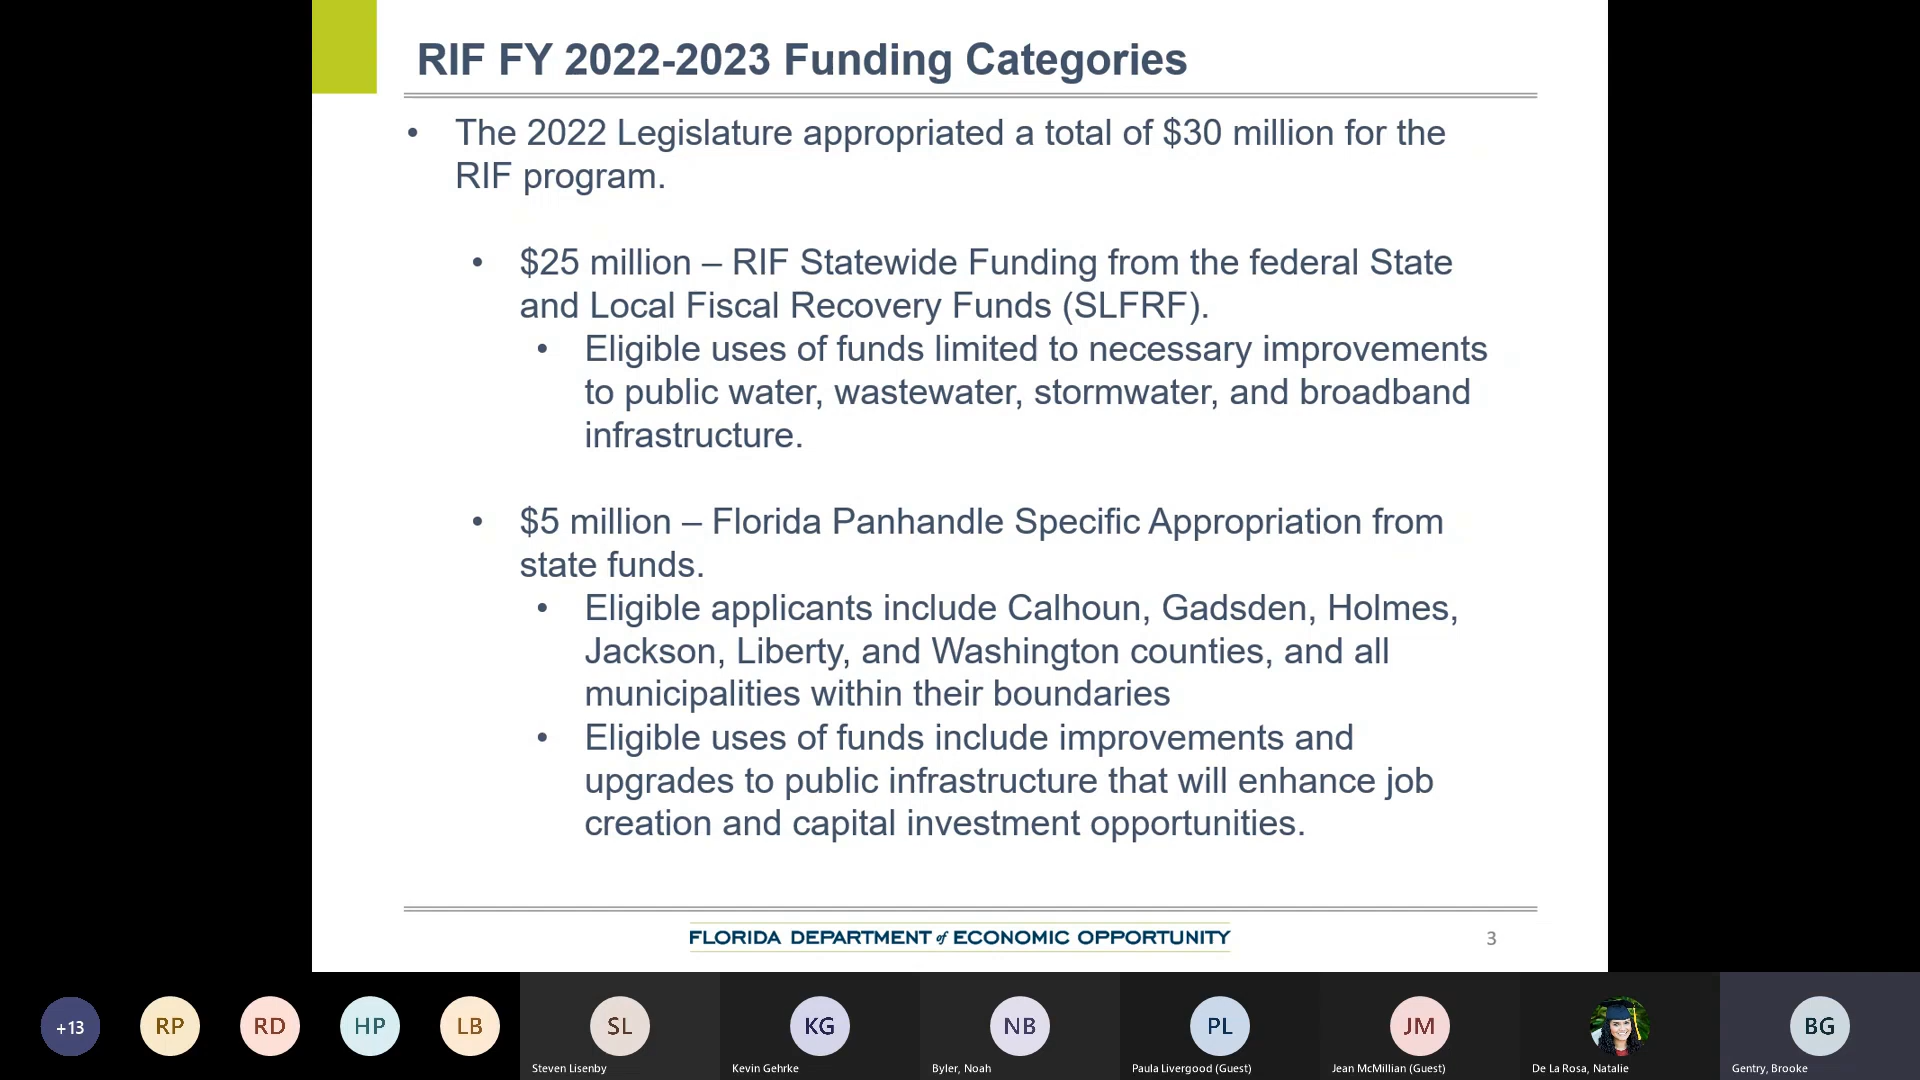 RIF FY 2022-2023 Funding Categories
• The 2022 Legislature appropriated a total of $30 million for the
RIF program.
• $25 million – RIF Statewide Funding from the federal State
and Local Fiscal Recovery Funds (SLFRF).
• Eligible uses of funds limited to necessary improvements
to public water, wastewater, stormwater, and broadband
infrastructure.
• $5 million – Florida Panhandle Specific Appropriation from
state funds.
• Eligible applicants include Calhoun, Gadsden, Holmes,
Jackson, Liberty, and Washington counties, and all
municipalities within their boundaries
• Eligible uses of funds include improvements and
upgrades to public infrastructure that will enhance job
creation and capital investment opportunities.
FLORIDA DEPARTMENT of ECONOMIC OPPORTUNITY
3
+13
RP
RD
HP
LB
SL
KG
NB
PL
JM
BG
Steven Lisenby
Kevin Gehrke
Byler, Noah
Paula Livergood (Guest)
Jean McMillian (Guest)
De La Rosa, Natalie
Gentry, Brooke